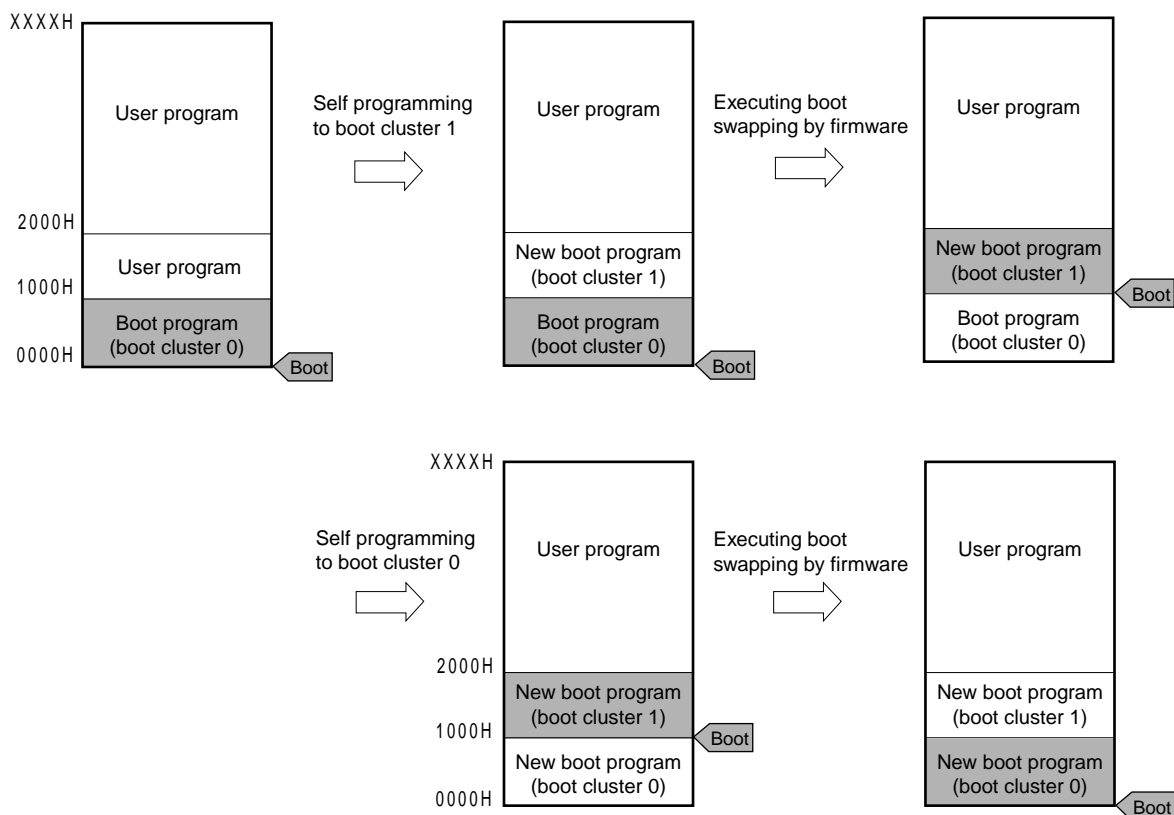 XXXXH
User program
2000H
User program
1000H
Boot program
(boot cluster 0)
0000H
Boot
Self programming
to boot cluster 1
User program
New boot program
(boot cluster 1)
Boot program
(boot cluster 0)
Boot
Executing boot
swapping by firmware
User program
New boot program
(boot cluster 1)
Boot
Boot program
(boot cluster 0)
Self programming
to boot cluster 0
XXXXH
User program
2000H
New boot program
(boot cluster 1)
1000H
Boot
New boot program
(boot cluster 0)
0000H
Executing boot
swapping by firmware
User program
New boot program
(boot cluster 1)
New boot program
(boot cluster 0)
Boot